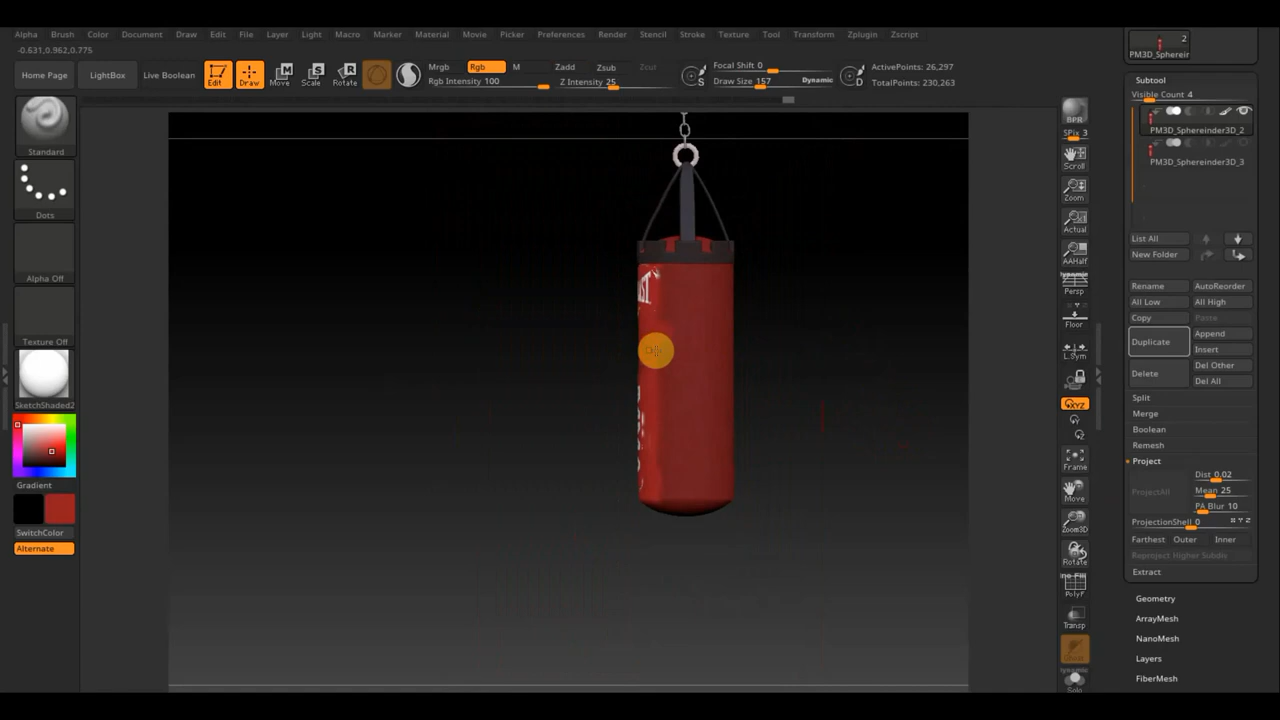 Alpha Brush Color Document Draw Edit File Layer Light Macro Marker Material Movie Picker Preferences Render Stencil Stroke Texture Tool Transform Zplugin Zscript
-0.631,0.962,0.775
Home Page
LightBox
Live Boolean
Edit
Draw
Move
Scale
Rotate
Mrgb
Rgb
M
Zadd
Zsub
Zcut
Rgb Intensity 100
Z Intensity 25
S
Focal Shift 0
Draw Size 157
Dynamic
D
ActivePoints: 26,297
TotalPoints: 230,263
Standard
Dots
Alpha Off
Texture Off
SketchShaded2
Gradient
SwitchColor
Alternate
BPR
SPix 3
Scroll
Zoom
Actual
AAHalf
Dynamic
Persp
Floor
L.Sym
XYZ
Y
Z
Frame
Move
Zoom3D
Rotate
PolyF
Transp
Ghost
Dynamic
Solo
2
PM3D_Spherein
Subtool
Visible Count 4
PM3D_Sphereinder3D_2
PM3D_Sphereinder3D_3
List All
New Folder
Rename
AutoReorder
All Low
All High
Copy
Paste
Duplicate
Append
Insert
Delete
Del Other
Del All
Split
Merge
Boolean
Remesh
Project
ProjectAll
Dist 0.02
Mean 25
PA Blur 10
ProjectionShell 0
X Y Z
Farthest
Outer
Inner
Reproject Higher Subdiv
Extract
Geometry
ArrayMesh
NanoMesh
Layers
FiberMesh